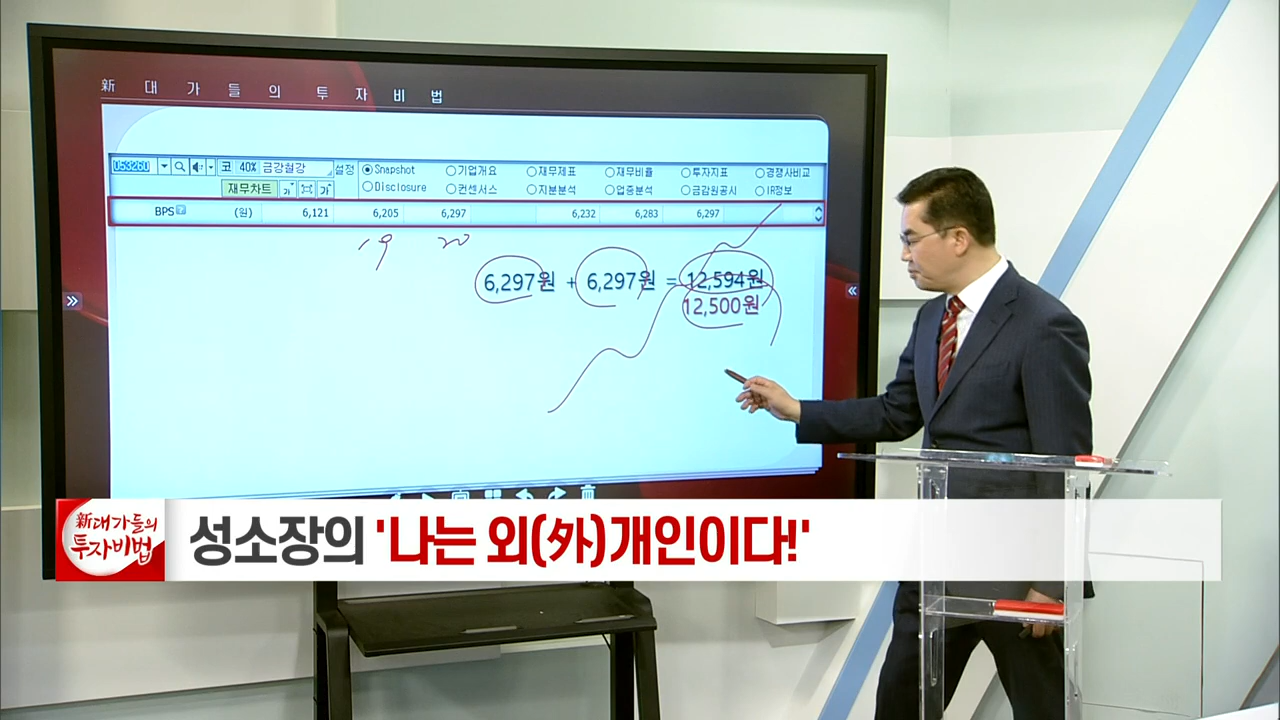 新 대 가 들 의 투 자 비 법
053260 코 40% 금강철강 설정 Snapshot 기업개요 재무제표 재무비율 투자지표 경쟁사비교
재무차트 가 가 Disclosure 컨센서스 지분분석 업종분석 금감원공시 IR정보
BPS (원) 6,121 6,205 6,297 6,232 6,283 6,297
19 20
6,297원 + 6,297원 = 12,594원
12,500원
新대가들의
투자비법
성소장의 '나는 외(外)개인이다!'